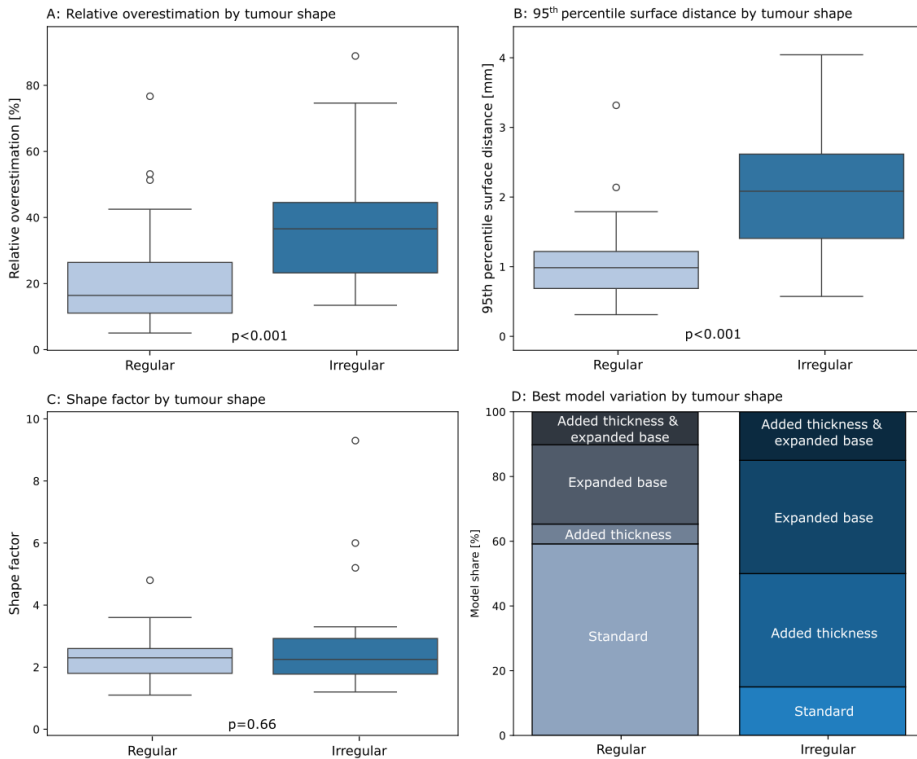 A: Relative overestimation by tumour shape
Relative overestimation [%]
80
60
40
20
0
p<0.001
Regular
Irregular
B: 95th percentile surface distance by tumour shape
95th percentile surface distance [mm]
4
3
2
1
0
p<0.001
Regular
Irregular
C: Shape factor by tumour shape
Shape factor
10
8
6
4
2
0
p=0.66
Regular
Irregular
D: Best model variation by tumour shape
Model share [%]
100
80
60
40
20
0
Added thickness &
expanded base
Expanded base
Added thickness
Standard
Added thickness &
expanded base
Expanded base
Added thickness
Standard
Regular
Irregular